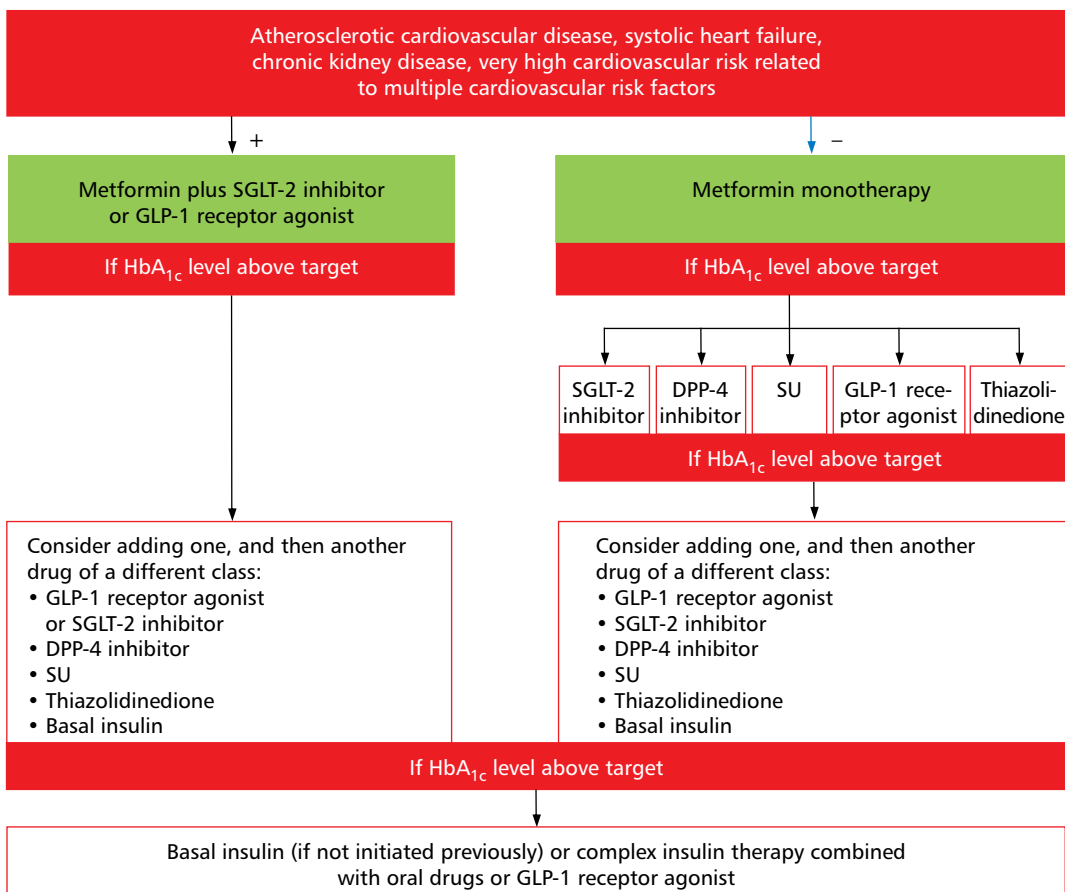 Atherosclerotic cardiovascular disease, systolic heart failure,
chronic kidney disease, very high cardiovascular risk related
to multiple cardiovascular risk factors
+
−
Metformin plus SGLT-2 inhibitor
or GLP-1 receptor agonist
If HbA1c level above target
Metformin monotherapy
If HbA1c level above target
SGLT-2
inhibitor
DPP-4
inhibitor
SU
GLP-1 rece-
ptor agonist
Thiazoli-
dinedione
If HbA1c level above target
Consider adding one, and then another
drug of a different class:
• GLP-1 receptor agonist
or SGLT-2 inhibitor
• DPP-4 inhibitor
• SU
• Thiazolidinedione
• Basal insulin
Consider adding one, and then another
drug of a different class:
• GLP-1 receptor agonist
• SGLT-2 inhibitor
• DPP-4 inhibitor
• SU
• Thiazolidinedione
• Basal insulin
If HbA1c level above target
Basal insulin (if not initiated previously) or complex insulin therapy combined
with oral drugs or GLP-1 receptor agonist